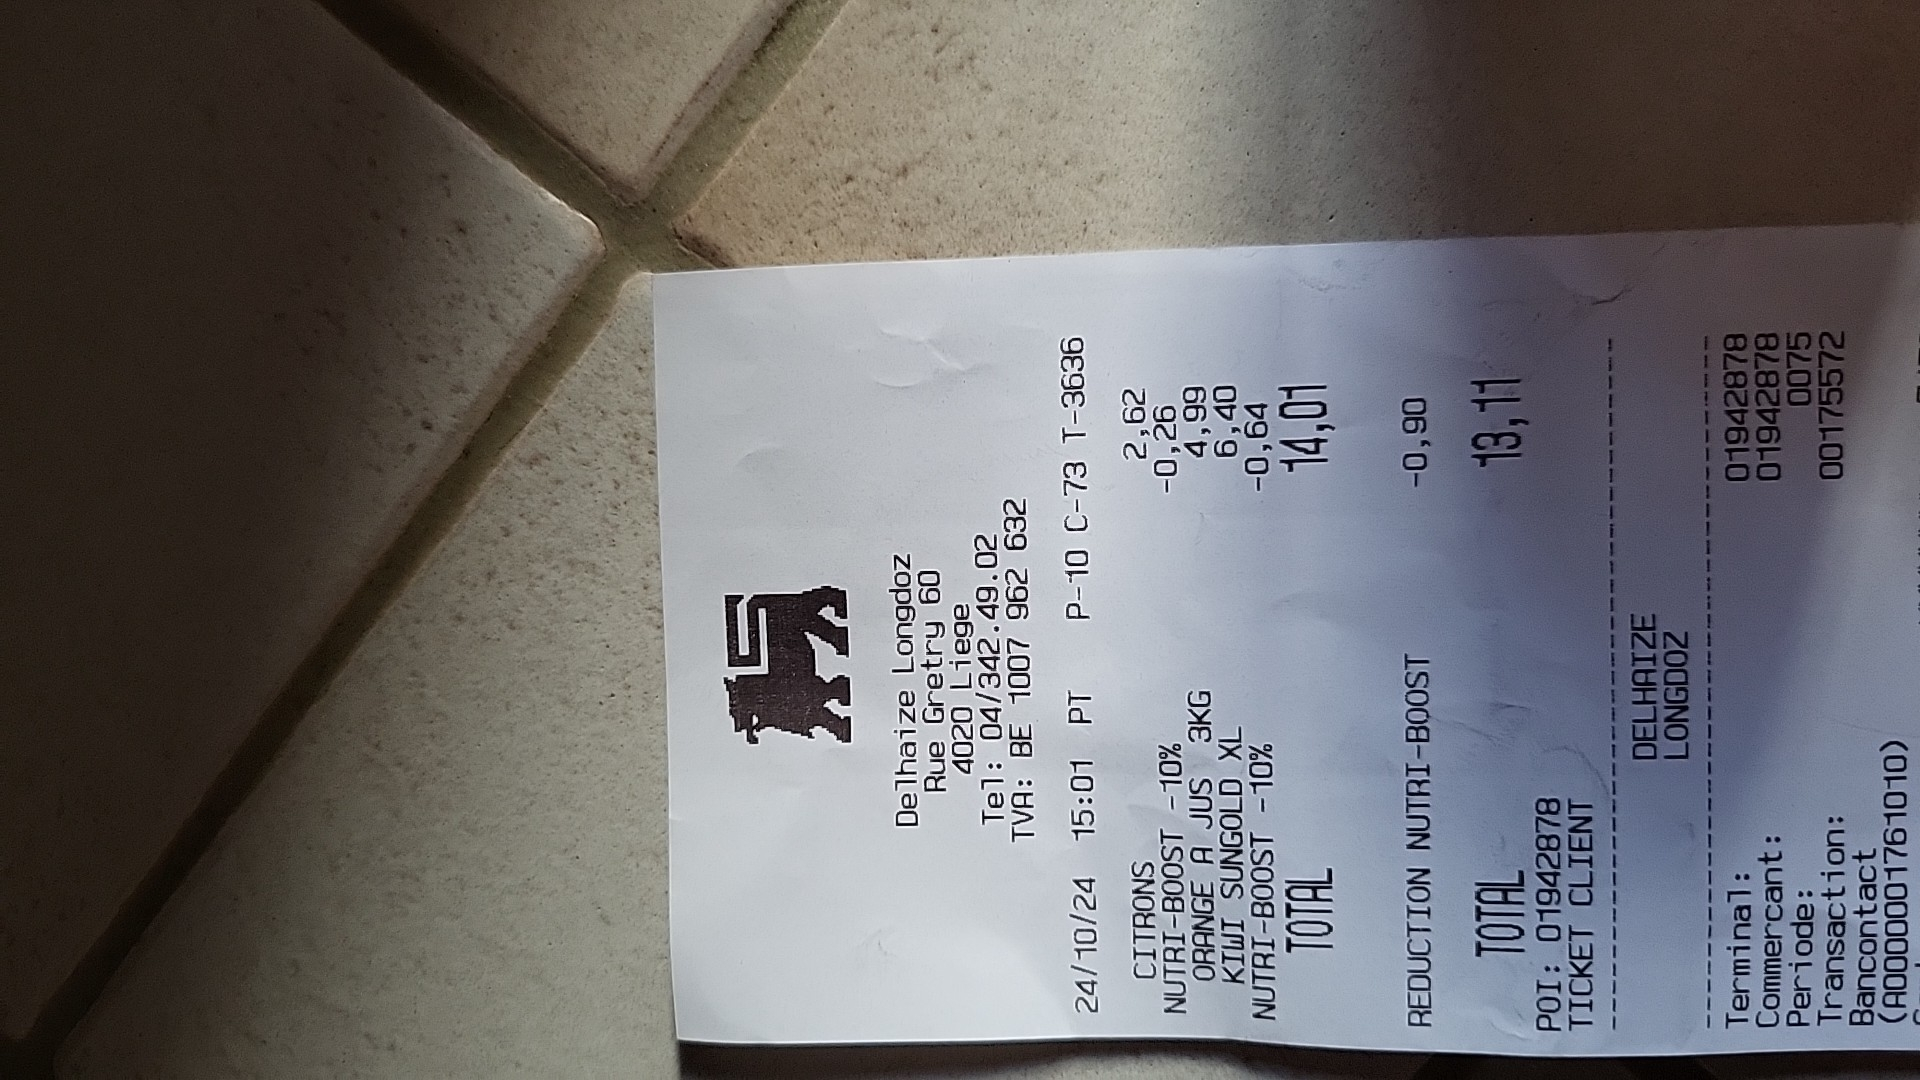 Delhaize Longdoz
Rue Gretry 60
4020 Liege
Tel: 04/342.49.02
TVA: BE 1007 962 632
24/10/24 15:01 PT P-10 C-73 T-3636
CITRONS 2,62
NUTRI-BOOST -10% -0,26
ORANGE A JUS 3KG 4,99
KIWI SUNGOLD XL 6,40
NUTRI-BOOST -10% -0,64
TOTAL 14,01
REDUCTION NUTRI-BOOST -0,90
TOTAL 13,11
POI: 01942878
TICKET CLIENT
DELHAIZE
LONGDOZ
Terminal: 01942878
Commercant: 01942878
Periode: 0075
Transaction: 00175572
Bancontact
(A0000001761010)